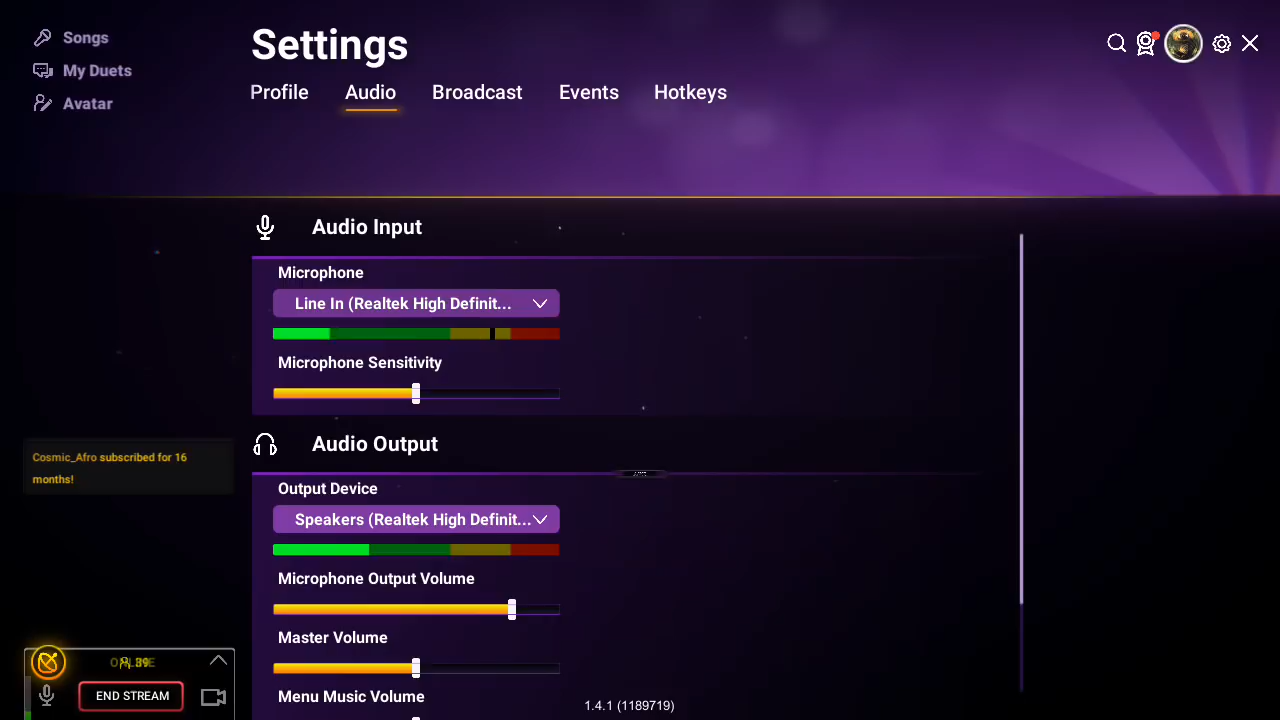 Songs
My Duets
Avatar
Settings
Profile Audio Broadcast Events Hotkeys
Audio Input
Microphone
Line In (Realtek High Definit...
Microphone Sensitivity
Audio Output
Output Device
Speakers (Realtek High Definit...
Microphone Output Volume
Master Volume
Menu Music Volume
Cosmic_Afro subscribed for 16
months!
END STREAM
1.4.1 (1189719)